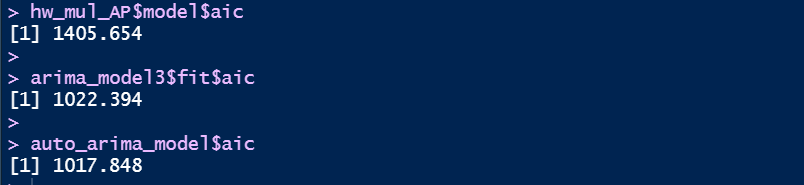 > hw_mul_AP$model$aic
[1] 1405.654
>
> arima_model3$fit$aic
[1] 1022.394
>
> auto_arima_model$aic
[1] 1017.848